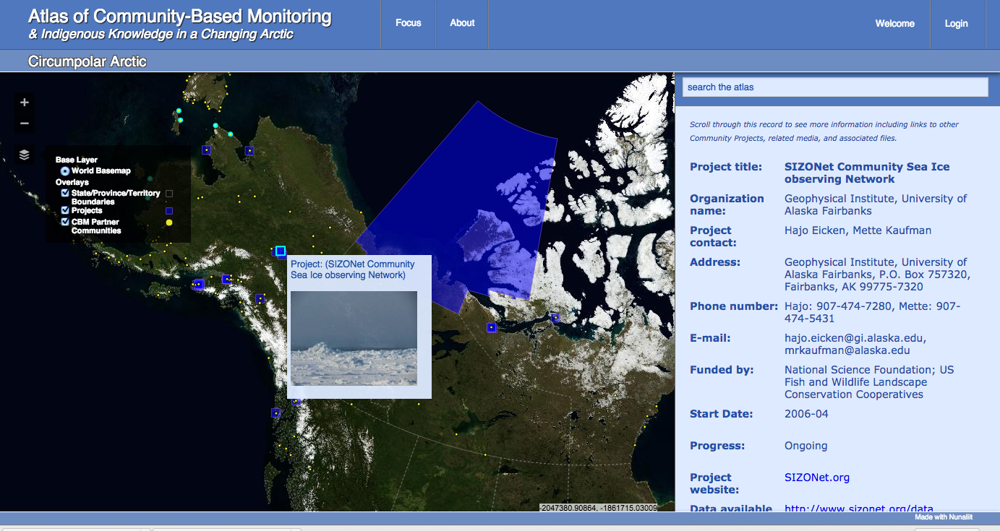 Atlas of Community-Based Monitoring
& Indigenous Knowledge in a Changing Arctic
Focus
About
Welcome
Login
Circumpolar Arctic
+
−
Base Layer
World Basemap
Overlays
State/Province/Territory
Boundaries
Projects
CBM Partner
Communities
Project: (SIZONet Community
Sea Ice observing Network)
-2047380.90864, -1861715.03009
search the atlas
Scroll through this record to see more information including links to other
Community Projects, related media, and associated files.
Project title:
SIZONet Community Sea Ice
observing Network
Organization
name:
Geophysical Institute, University of
Alaska Fairbanks
Project
contact:
Hajo Eicken, Mette Kaufman
Address:
Geophysical Institute, University of
Alaska Fairbanks, P.O. Box 757320,
Fairbanks, AK 99775-7320
Phone number:
Hajo: 907-474-7280, Mette: 907-
474-5431
E-mail:
hajo.eicken@gi.alaska.edu,
mrkaufman@alaska.edu
Funded by:
National Science Foundation; US
Fish and Wildlife Landscape
Conservation Cooperatives
Start Date:
2006-04
Progress:
Ongoing
Project
website:
SIZONet.org
Data available
http://www.sizonet.org/data
Made with Nunaliit